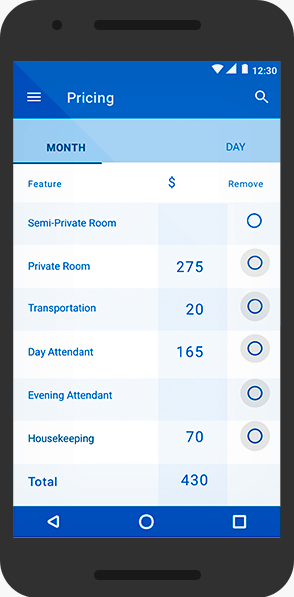 12:30
Pricing
MONTH DAY
Feature $ Remove
Semi-Private Room
Private Room 275
Transportation 20
Day Attendant 165
Evening Attendant
Housekeeping 70
Total 430